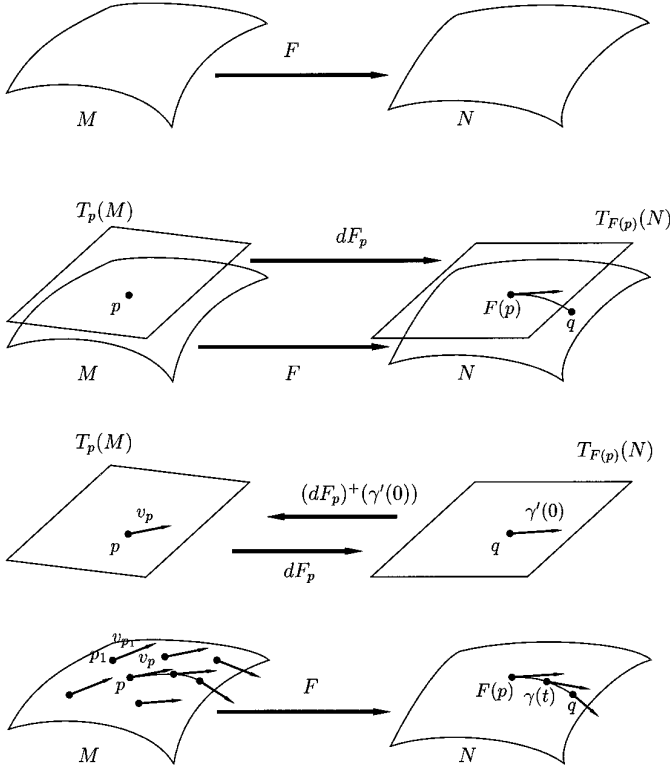 F
M
N
T_p(M)
T_{F(p)}(N)
dF_p
p
F(p)
q
M
F
N
T_p(M)
T_{F(p)}(N)
(dF_p)^+(γ'(0))
v_p
γ'(0)
p
q
dF_p
v_{p_1}
p_1
v_p
p
F
F(p)
γ(t)
q
M
N